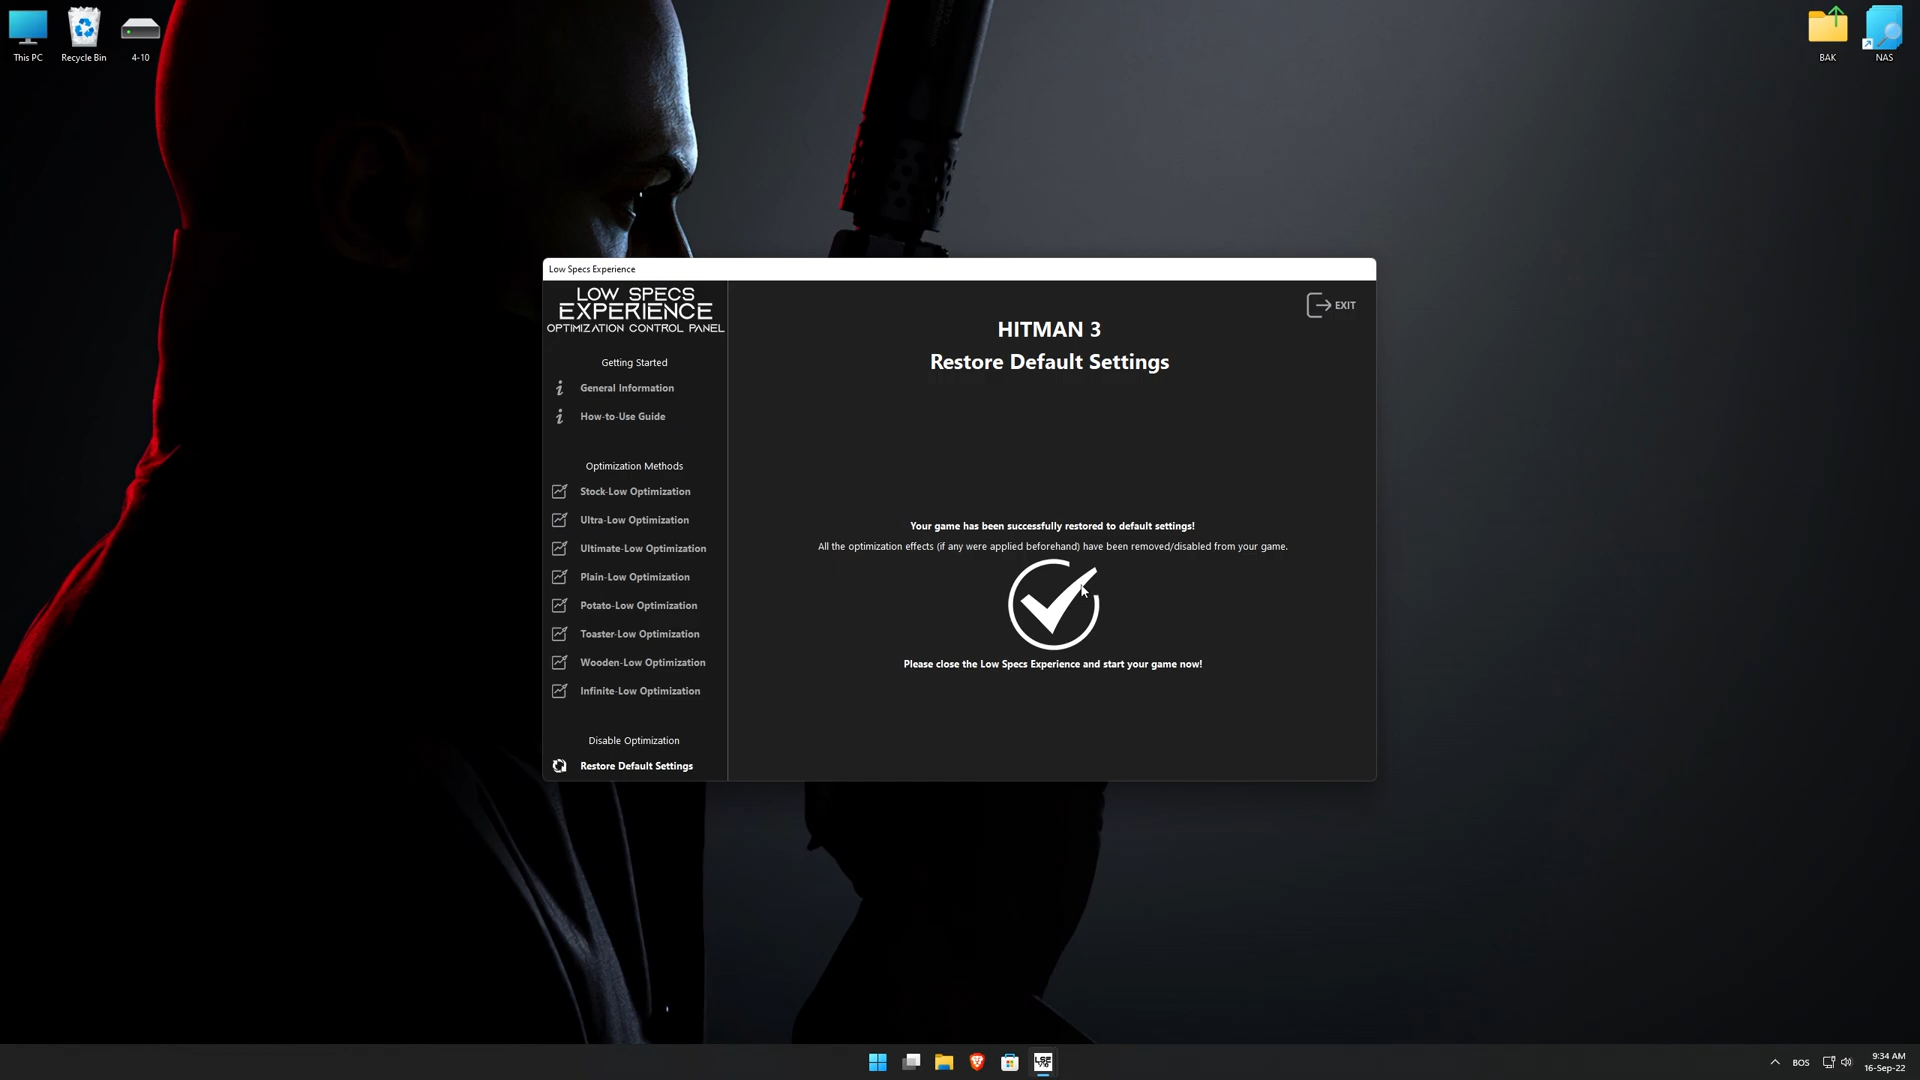 This PC
Recycle Bin
4-10
BAK
NAS
Low Specs Experience
LOW SPECS
EXPERIENCE
OPTIMIZATION CONTROL PANEL
Getting Started
General Information
How-to-Use Guide
Optimization Methods
Stock-Low Optimization
Ultra-Low Optimization
Ultimate-Low Optimization
Plain-Low Optimization
Potato-Low Optimization
Toaster-Low Optimization
Wooden-Low Optimization
Infinite-Low Optimization
Disable Optimization
Restore Default Settings
EXIT
HITMAN 3
Restore Default Settings
Your game has been successfully restored to default settings!
All the optimization effects (if any were applied beforehand) have been removed/disabled from your game.
Please close the Low Specs Experience and start your game now!
LSE
BOS
9:34 AM
16-Sep-22